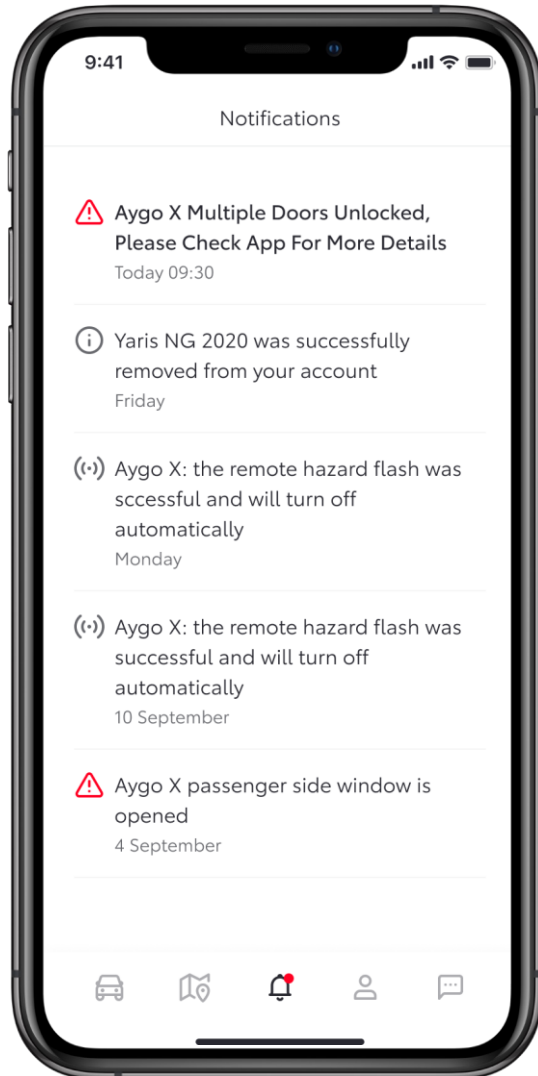 9:41
Notifications
Aygo X Multiple Doors Unlocked,
Please Check App For More Details
Today 09:30
Yaris NG 2020 was successfully
removed from your account
Friday
Aygo X: the remote hazard flash was
sccessful and will turn off
automatically
Monday
Aygo X: the remote hazard flash was
successful and will turn off
automatically
10 September
Aygo X passenger side window is
opened
4 September